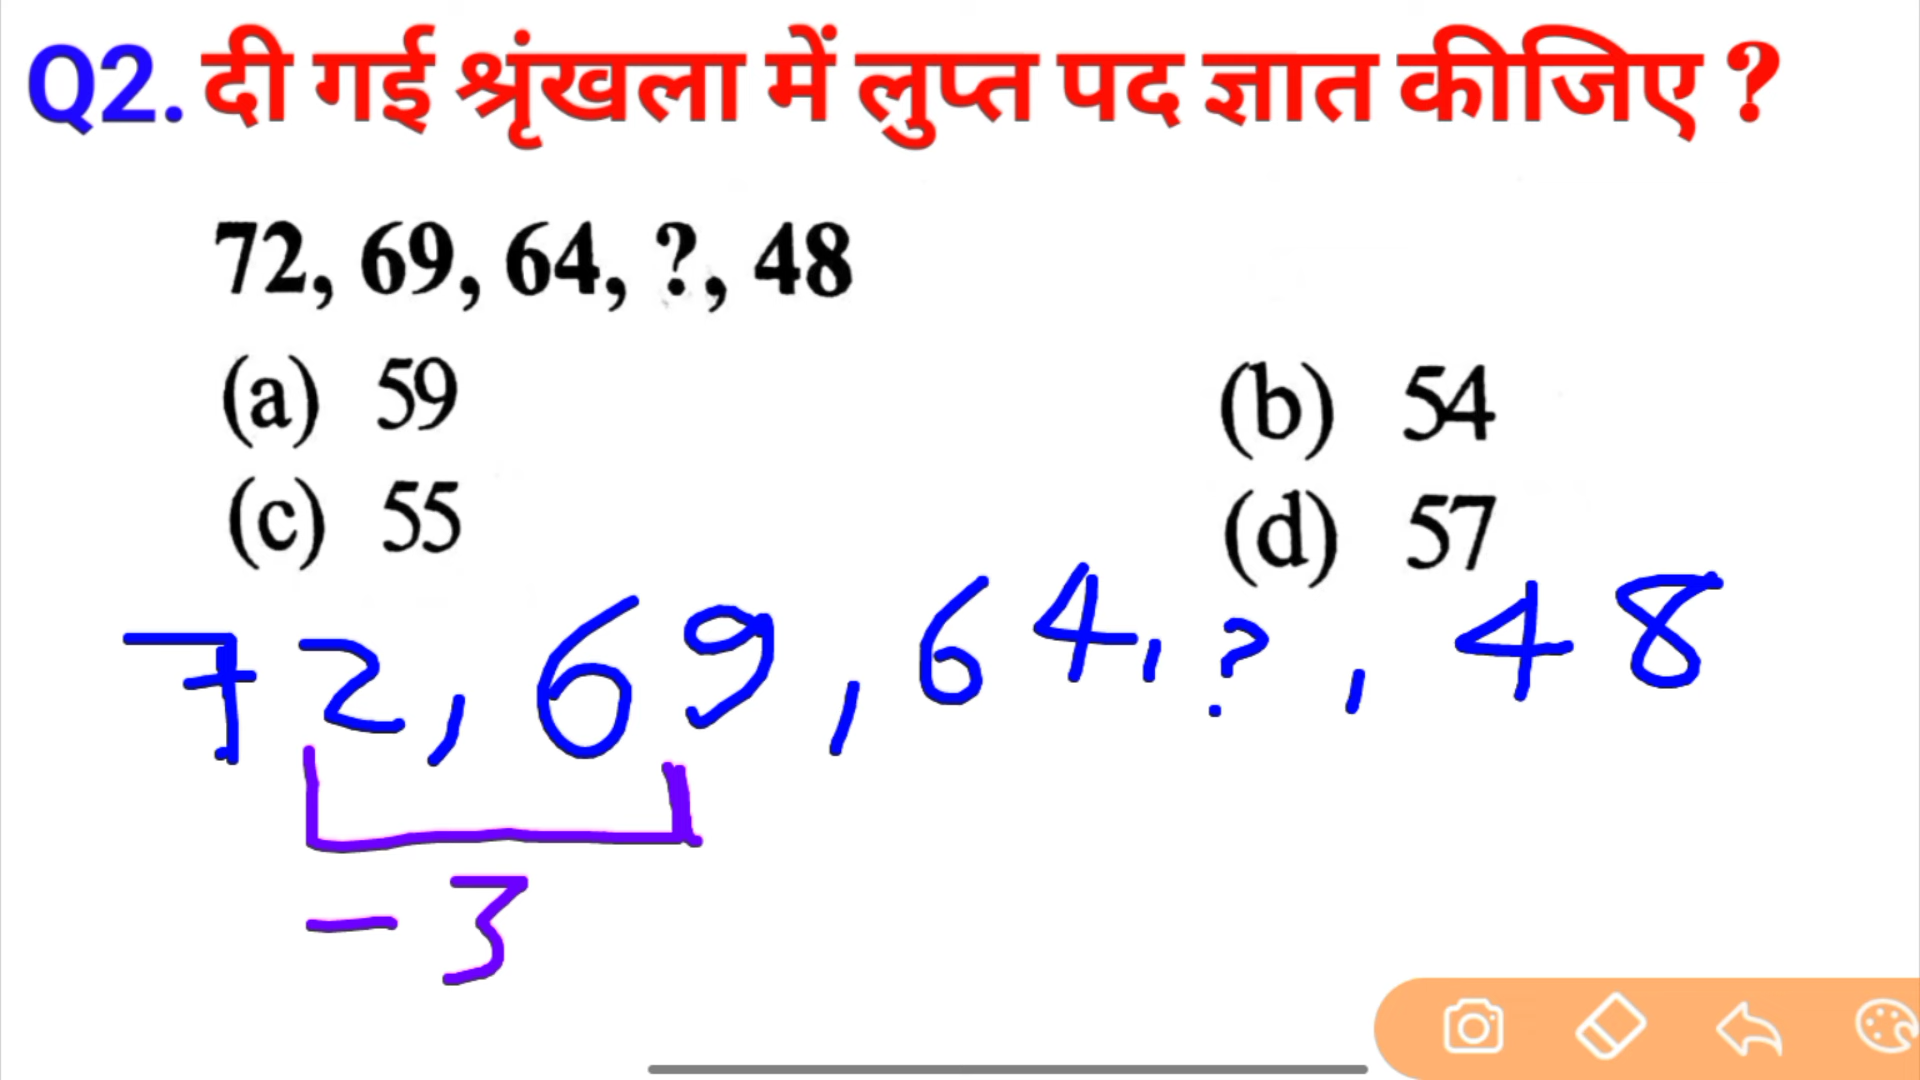 Q2. दी गई श्रृंखला में लुप्त पद ज्ञात कीजिए ?
72, 69, 64, ?, 48
(a) 59 (b) 54
(c) 55 (d) 57
72, 69, 64, ?, 48
-3